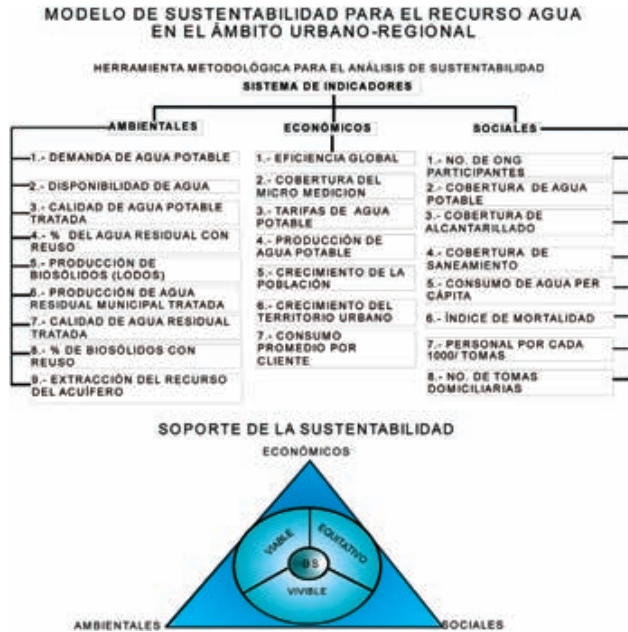 MODELO DE SUSTENTABILIDAD PARA EL RECURSO AGUA
EN EL ÁMBITO URBANO-REGIONAL
HERRAMIENTA METODOLÓGICA PARA EL ANÁLISIS DE SUSTENTABILIDAD
SISTEMA DE INDICADORES
AMBIENTALES
1.- DEMANDA DE AGUA POTABLE
2.- DISPONIBILIDAD DE AGUA
3.- CALIDAD DE AGUA POTABLE
TRATADA
4.- % DEL AGUA RESIDUAL CON
REUSO
5.- PRODUCCIÓN DE
BIOSÓLIDOS (LODOS)
6.- PRODUCCIÓN DE AGUA
RESIDUAL MUNICIPAL TRATADA
7.- CALIDAD DE AGUA RESIDUAL
TRATADA
8.- % DE BIOSÓLIDOS CON
REUSO
9.- EXTRACCIÓN DEL RECURSO
DEL ACUÍFERO
ECONÓMICOS
1.- EFICIENCIA GLOBAL
2.- COBERTURA DEL
MICRO MEDICION
3.- TARIFAS DE AGUA
POTABLE
4.- PRODUCCIÓN DE
AGUA POTABLE
5.- CRECIMIENTO DE LA
POBLACIÓN
6.- CRECIMIENTO DEL
TERRITORIO URBANO
7.- CONSUMO
PROMEDIO POR
CLIENTE
SOCIALES
1.- NO. DE ONG
PARTICIPANTES
2.- COBERTURA DE AGUA
POTABLE
3.- COBERTURA DE
ALCANTARILLADO
4.- COBERTURA DE
SANEAMIENTO
5.- CONSUMO DE AGUA PER
CÁPITA
6.- ÍNDICE DE MORTALIDAD
7.- PERSONAL POR CADA
1000/ TOMAS
8.- NO. DE TOMAS
DOMICILIARIAS
SOPORTE DE LA SUSTENTABILIDAD
ECONÓMICOS
VIABLE
EQUITATIVO
DS
VIVIBLE
AMBIENTALES
SOCIALES